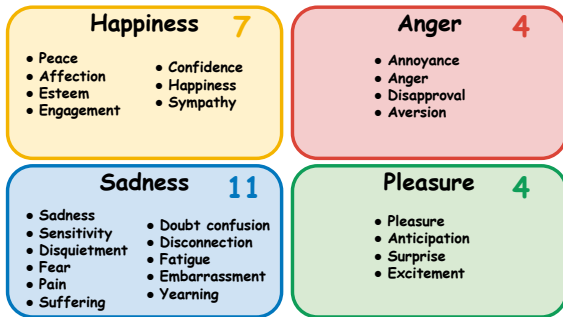 Happiness 7
● Peace
● Affection
● Esteem
● Engagement
● Confidence
● Happiness
● Sympathy
Anger 4
● Annoyance
● Anger
● Disapproval
● Aversion
Sadness 11
● Sadness
● Sensitivity
● Disquietment
● Fear
● Pain
● Suffering
● Doubt confusion
● Disconnection
● Fatigue
● Embarrassment
● Yearning
Pleasure 4
● Pleasure
● Anticipation
● Surprise
● Excitement